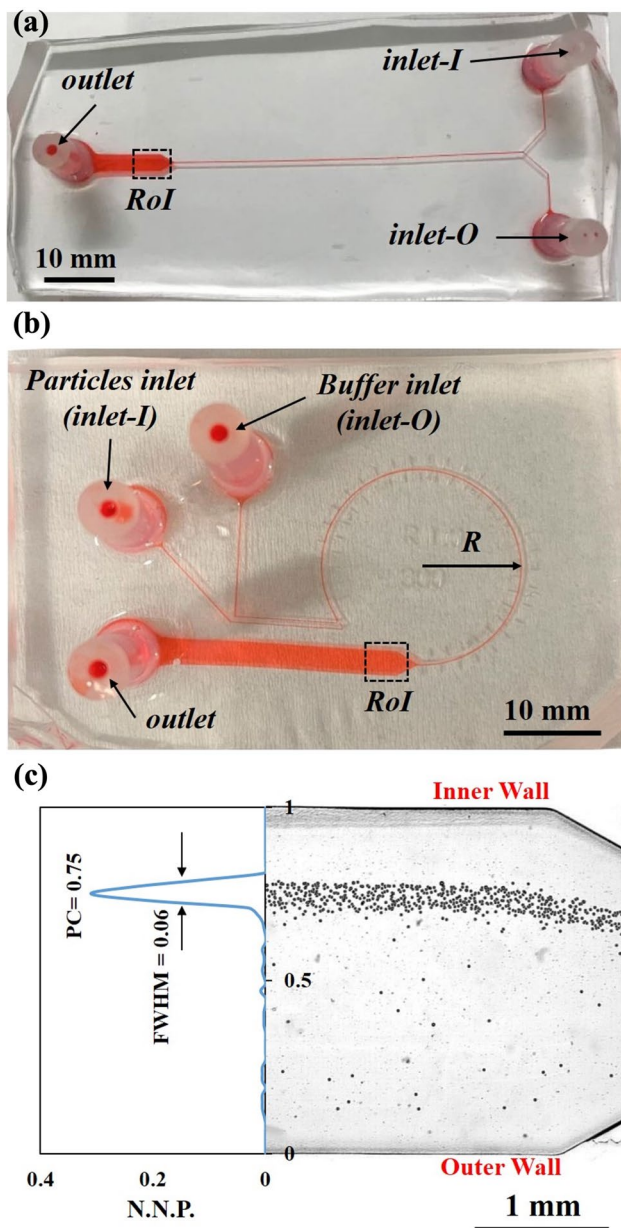 (a)
outlet
inlet-I
RoI
inlet-O
10 mm
(b)
Particles inlet
(inlet-I)
Buffer inlet
(inlet-O)
R
outlet
RoI
10 mm
(c)
Inner Wall
1
PC= 0.75
FWHM = 0.06
0.5
0
0.4
0.2
0
N.N.P.
Outer Wall
1 mm